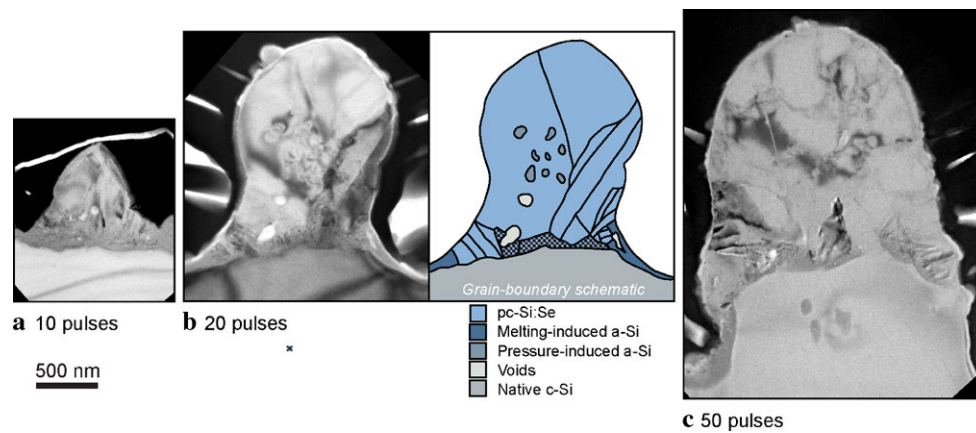 a 10 pulses
500 nm
b 20 pulses
Grain-boundary schematic
pc-Si:Se
Melting-induced a-Si
Pressure-induced a-Si
Voids
Native c-Si
c 50 pulses